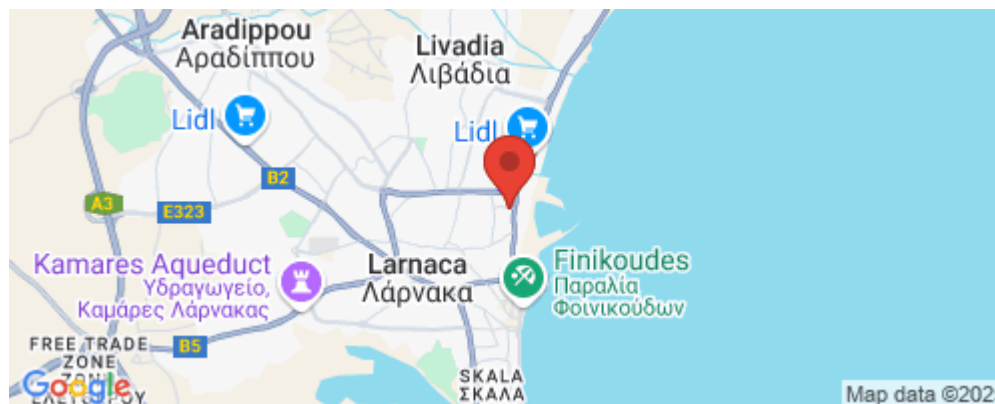 Aradippou
Αραδίππου
Livadia
Λιβάδια
Lidl
Lidl
B2
A3
E323
Kamares Aqueduct
Υδραγωγείο,
Καμάρες Λάρνακας
Larnaca
Λάρνακα
Finikoudes
Παραλία
Φοινικούδων
B5
FREE TRADE
ZONE
SKALA
ΣΚΑΛΑ
Google
Map data ©202